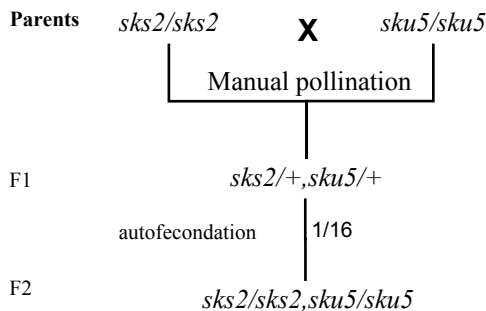 Parents sks2/sks2 X sku5/sku5
Manual pollination
F1 sks2/+,sku5/+
autofecondation 1/16
F2 sks2/sks2,sku5/sku5